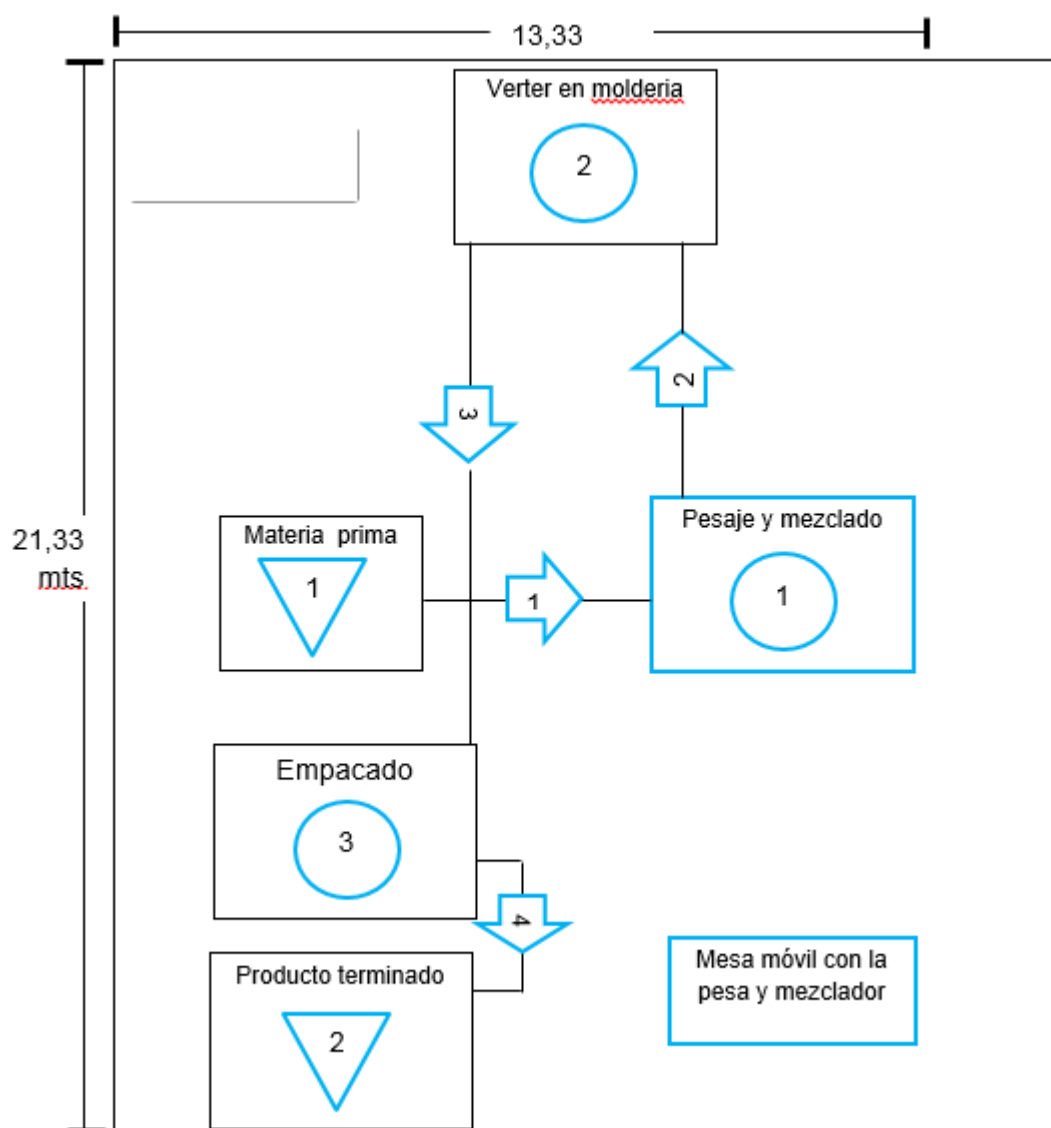 13,33
Verter en molderia
2
2
3
21,33
mts
Materia prima
1
1
Pesaje y mezclado
1
Empacado
3
4
Producto terminado
2
Mesa móvil con la
pesa y mezclador